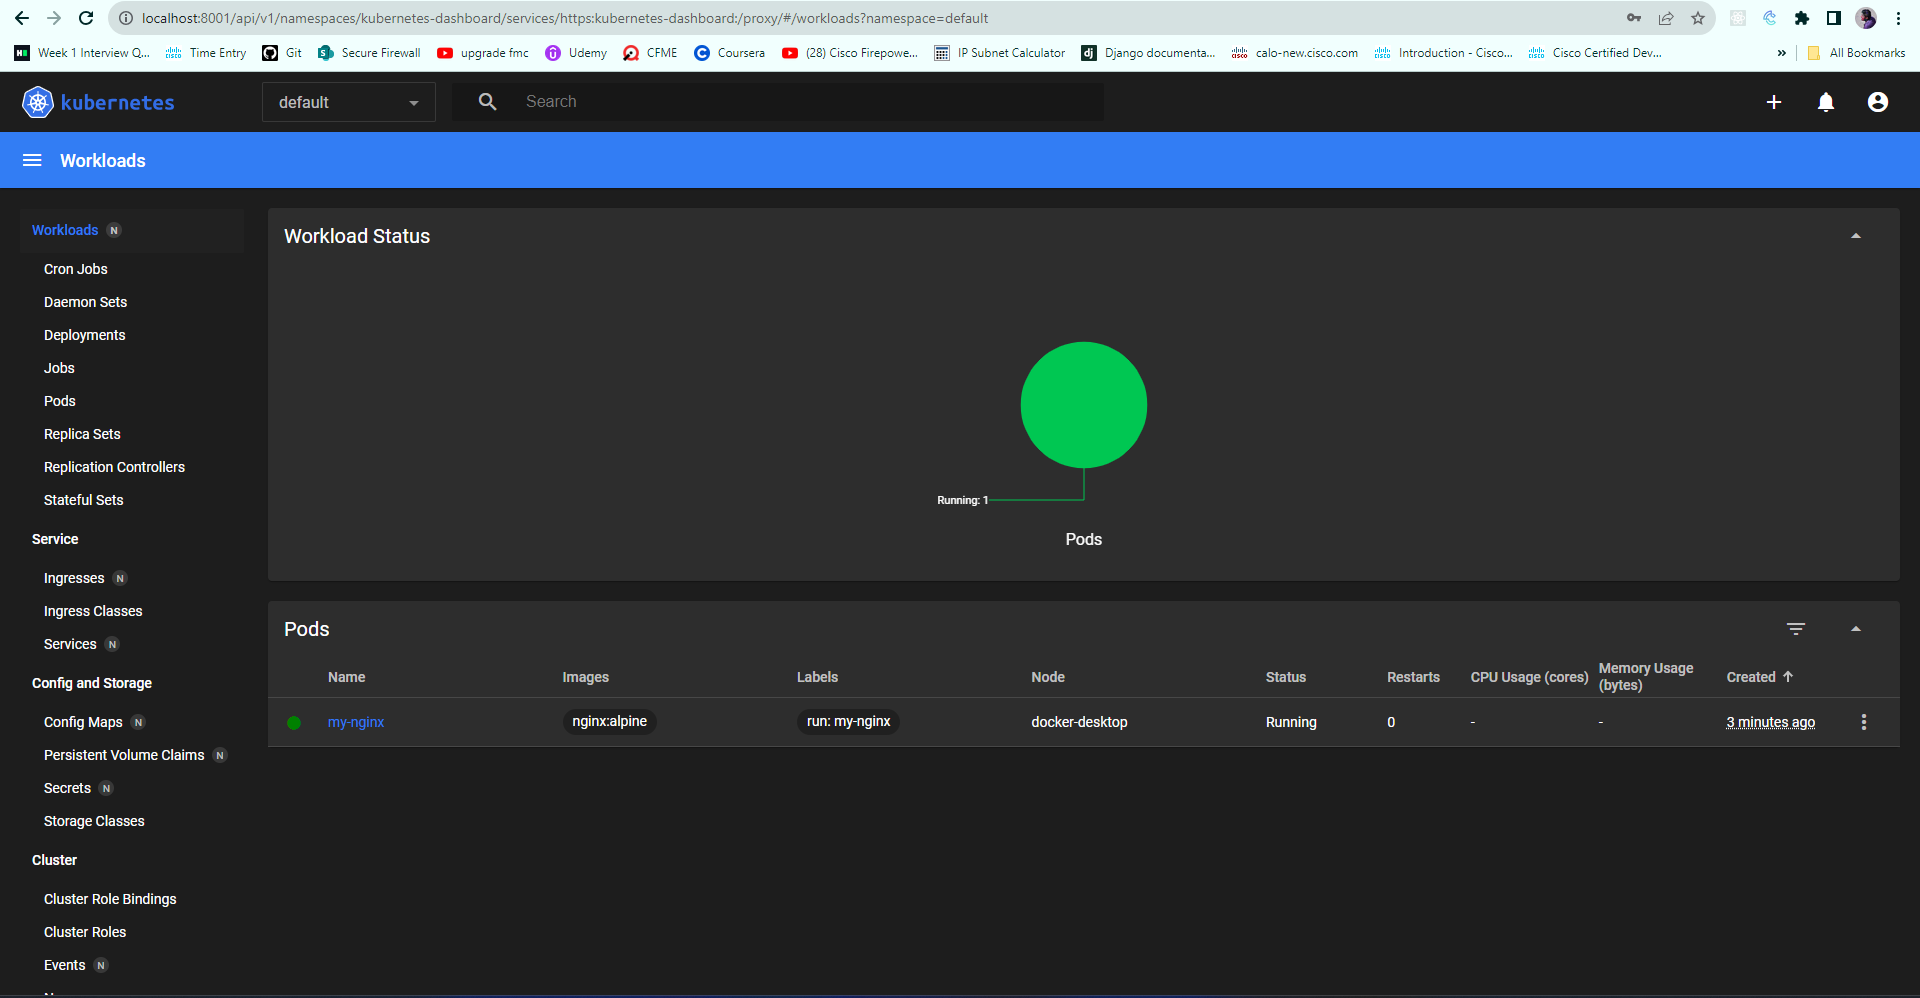 localhost:8001/api/v1/namespaces/kubernetes-dashboard/services/https:kubernetes-dashboard:/proxy/#/workloads?namespace=default
Week 1 Interview Q... Time Entry Git Secure Firewall upgrade fmc Udemy CFME Coursera (28) Cisco Firepowe... IP Subnet Calculator Django documenta... calo-new.cisco.com Introduction - Cisco... Cisco Certified Dev... » All Bookmarks
kubernetes default Search
Workloads
Workloads N
Cron Jobs
Daemon Sets
Deployments
Jobs
Pods
Replica Sets
Replication Controllers
Stateful Sets
Service
Ingresses N
Ingress Classes
Services N
Config and Storage
Config Maps N
Persistent Volume Claims N
Secrets N
Storage Classes
Cluster
Cluster Role Bindings
Cluster Roles
Events N
Workload Status
Running: 1
Pods
Pods
Name Images Labels Node Status Restarts CPU Usage (cores) Memory Usage (bytes) Created
my-nginx nginx:alpine run: my-nginx docker-desktop Running 0 - - 3 minutes ago